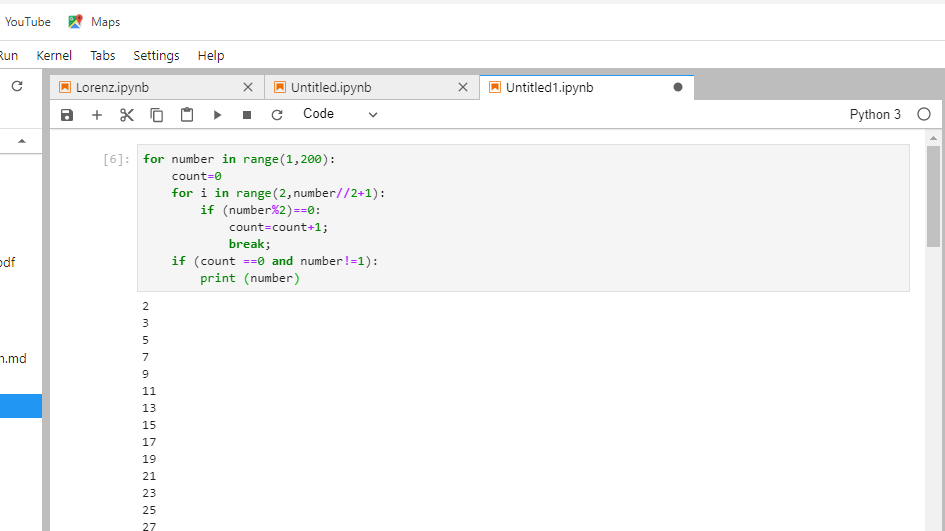 YouTube Maps
Run Kernel Tabs Settings Help
Lorenz.ipynb Untitled.ipynb Untitled1.ipynb
Code Python 3
[6]: for number in range(1,200):
    count=0
    for i in range(2,number//2+1):
        if (number%2)==0:
            count=count+1;
            break;
    if (count ==0 and number!=1):
        print (number)
2
3
5
odf
7
n.md
9
11
13
15
17
19
21
23
25
27